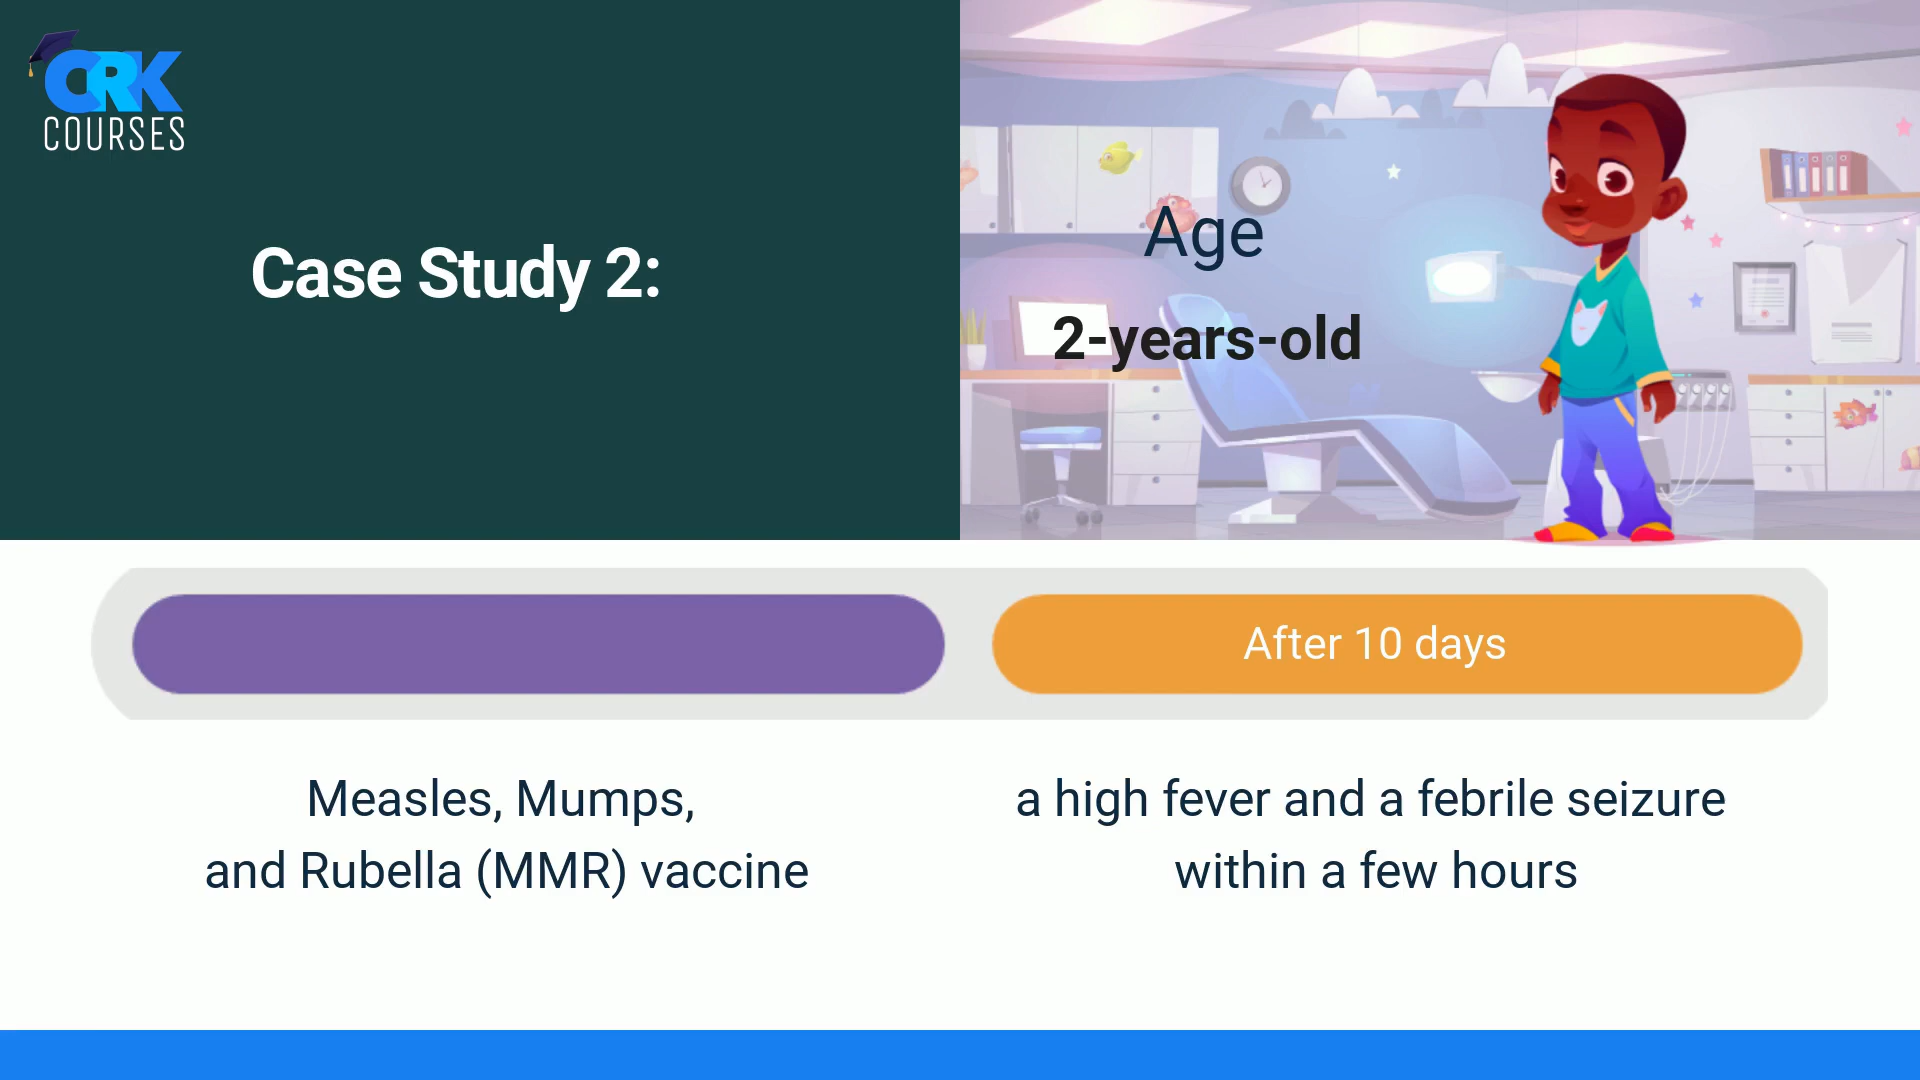 CRK
COURSES
Case Study 2:
Age
2-years-old
After 10 days
Measles, Mumps,
and Rubella (MMR) vaccine
a high fever and a febrile seizure
within a few hours